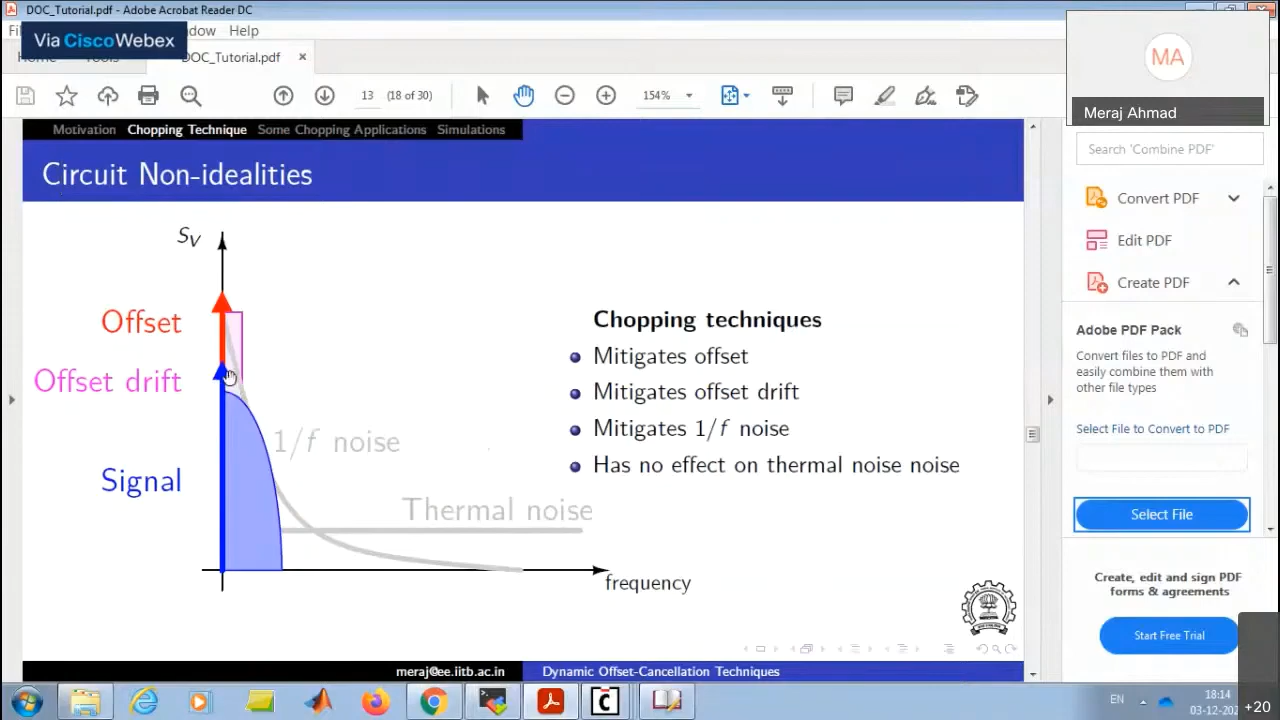 DOC_Tutorial.pdf - Adobe Acrobat Reader DC
Via Cisco Webex
Help
DOC_Tutorial.pdf ×
13 (18 of 30)
154%
MA
Meraj Ahmad
Motivation Chopping Technique Some Chopping Applications Simulations
Circuit Non-idealities
S_V
Offset
Offset drift
1/f noise
Signal
Thermal noise
frequency
Chopping techniques
Mitigates offset
Mitigates offset drift
Mitigates 1/f noise
Has no effect on thermal noise noise
meraj@ee.iitb.ac.in Dynamic Offset-Cancellation Techniques
Search 'Combine PDF'
Convert PDF
Edit PDF
Create PDF
Adobe PDF Pack
Convert files to PDF and
easily combine them with
other file types
Select File to Convert to PDF
Select File
Create, edit and sign PDF
forms & agreements
Start Free Trial
EN
18:14
+20